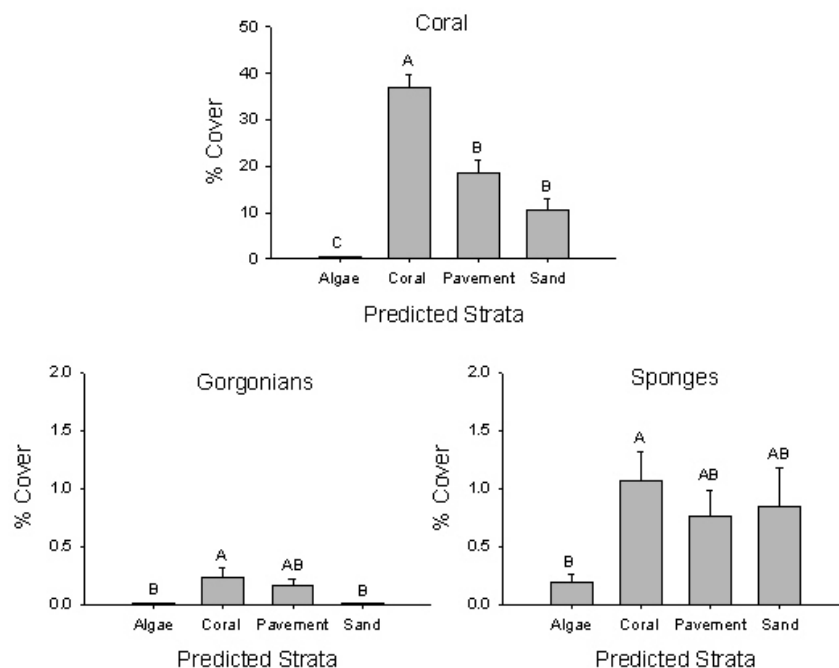 Coral
50
40
30
20
10
0
% Cover
A
B
B
C
Algae Coral Pavement Sand
Predicted Strata
Gorgonians
2.0
1.5
1.0
0.5
0.0
% Cover
B
A
AB
B
Algae Coral Pavement Sand
Predicted Strata
Sponges
2.0
1.5
1.0
0.5
0.0
% Cover
B
A
AB
AB
Algae Coral Pavement Sand
Predicted Strata